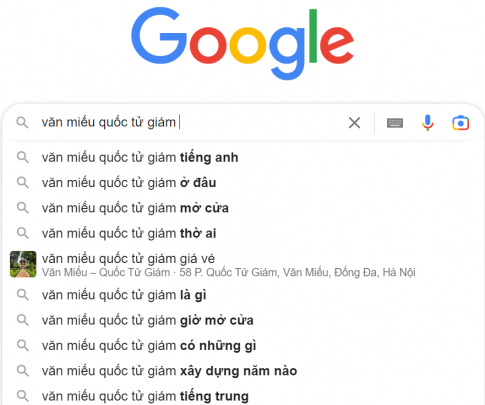 Google
văn miếu quốc tử giám
văn miếu quốc tử giám tiếng anh
văn miếu quốc tử giám ở đâu
văn miếu quốc tử giám mở cửa
văn miếu quốc tử giám thờ ai
văn miếu quốc tử giám giá vé
Văn Miếu – Quốc Tử Giám · 58 P. Quốc Tử Giám, Văn Miếu, Đống Đa, Hà Nội
văn miếu quốc tử giám là gì
văn miếu quốc tử giám giờ mở cửa
văn miếu quốc tử giám có những gì
văn miếu quốc tử giám xây dựng năm nào
văn miếu quốc tử giám tiếng trung